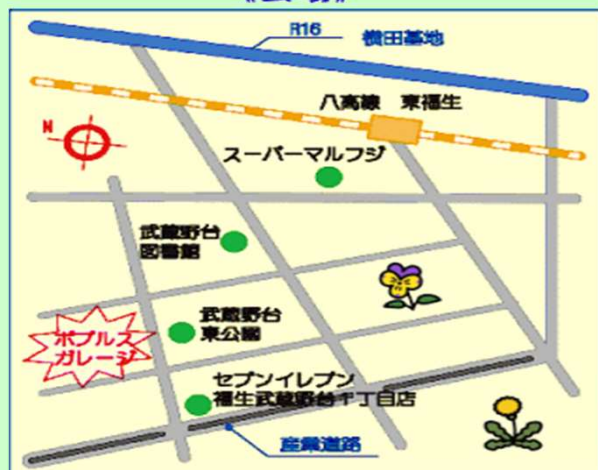 R16
横田基地
八高線 東福生
N
スーパーマルフジ
武蔵野台
図書館
武蔵野台
東公園
ポプルス
ガレージ
セブンイレブン
福生武蔵野台1丁目店
産業道路